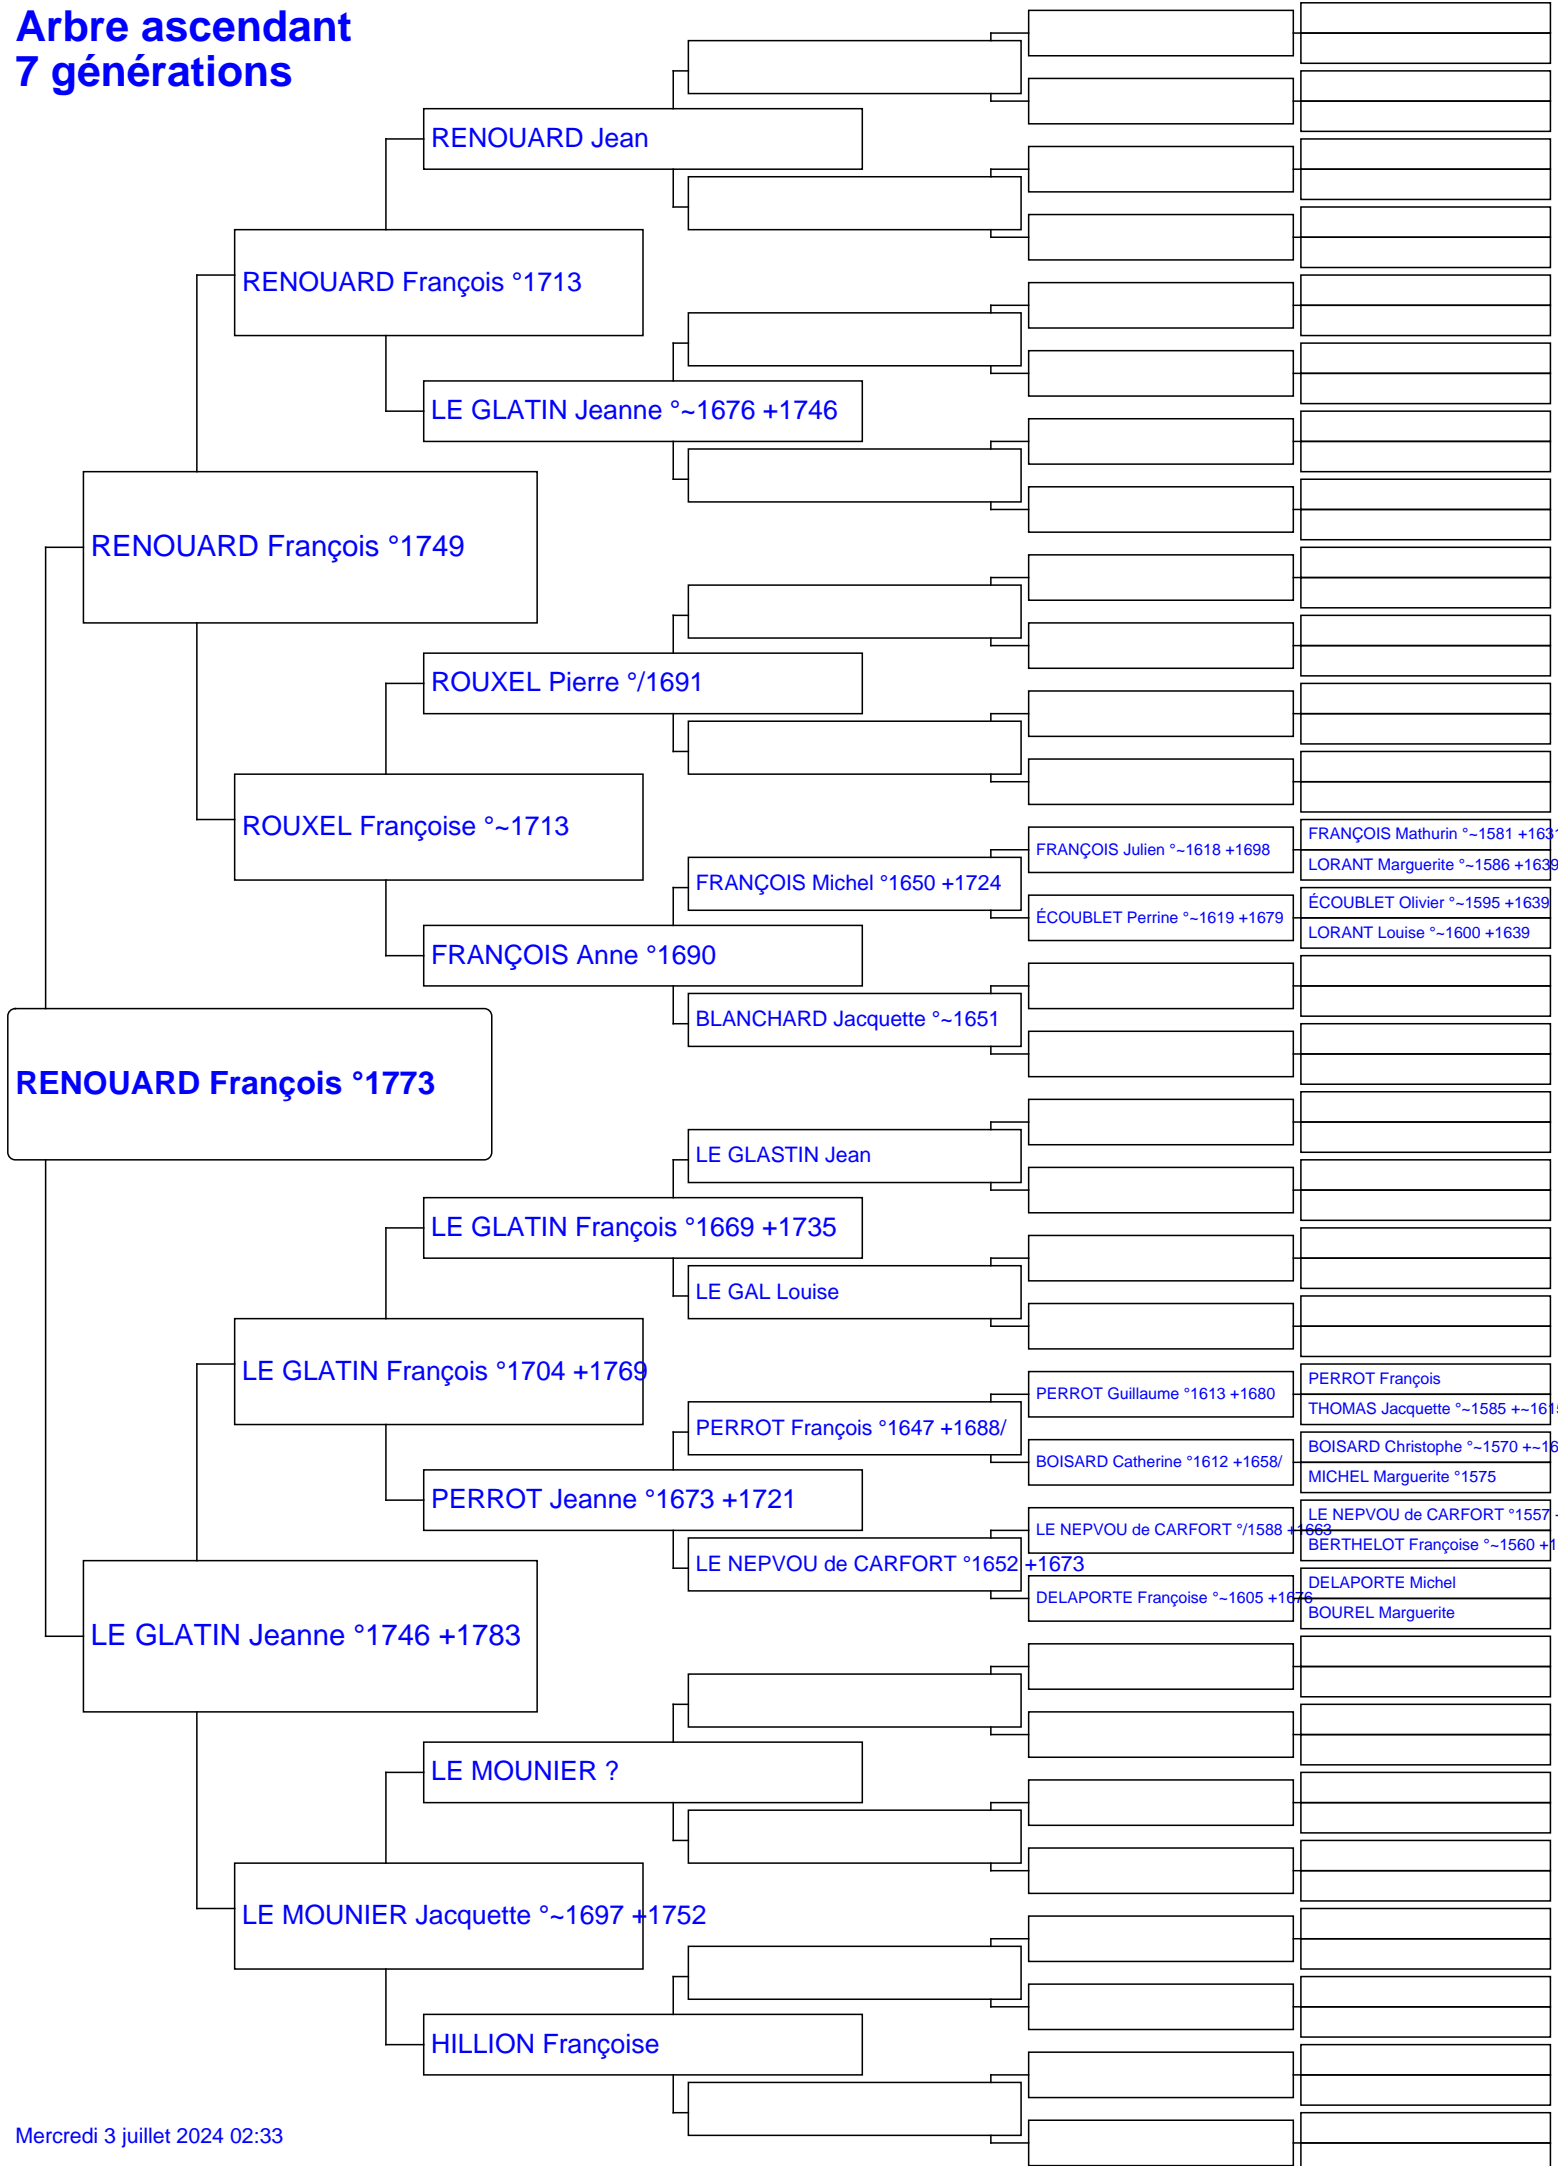 Arbre ascendant
7 générations
RENOUARD Jean
RENOUARD François °1713
LE GLATIN Jeanne °~1676 +1746
RENOUARD François °1749
ROUXEL Pierre °/1691
ROUXEL Françoise °~1713
FRANÇOIS Mathurin °~1581 +1631
FRANÇOIS Julien °~1618 +1698
LORANT Marguerite °~1586 +1639
FRANÇOIS Michel °1650 +1724
ÉCOUBLET Olivier °~1595 +1639
ÉCOUBLET Perrine °~1619 +1679
LORANT Louise °~1600 +1639
FRANÇOIS Anne °1690
BLANCHARD Jacquette °~1651
RENOUARD François °1773
LE GLASTIN Jean
LE GLATIN François °1669 +1735
LE GAL Louise
LE GLATIN François °1704 +1769
PERROT François
PERROT Guillaume °1613 +1680
THOMAS Jacquette °~1585 +~1615
PERROT François °1647 +1688/
BOISARD Christophe °~1570 +~16
BOISARD Catherine °1612 +1658/
MICHEL Marguerite °1575
PERROT Jeanne °1673 +1721
LE NEPVOU de CARFORT °1557
LE NEPVOU de CARFORT °/1588 +1663
BERTHELOT Françoise °~1560 +1
LE NEPVOU de CARFORT °1652 +1673
DELAPORTE Michel
DELAPORTE Françoise °~1605 +1676
BOUREL Marguerite
LE GLATIN Jeanne °1746 +1783
LE MOUNIER ?
LE MOUNIER Jacquette °~1697 +1752
HILLION Françoise
Mercredi 3 juillet 2024 02:33